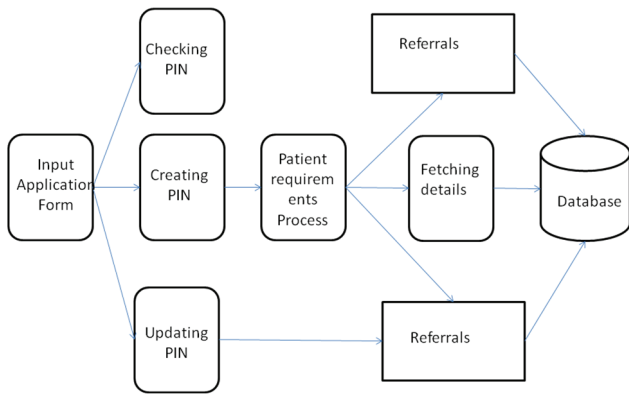 Checking
PIN
Referrals
Input
Application
Form
Creating
PIN
Patient
requirem
ents
Process
Fetching
details
Database
Updating
PIN
Referrals